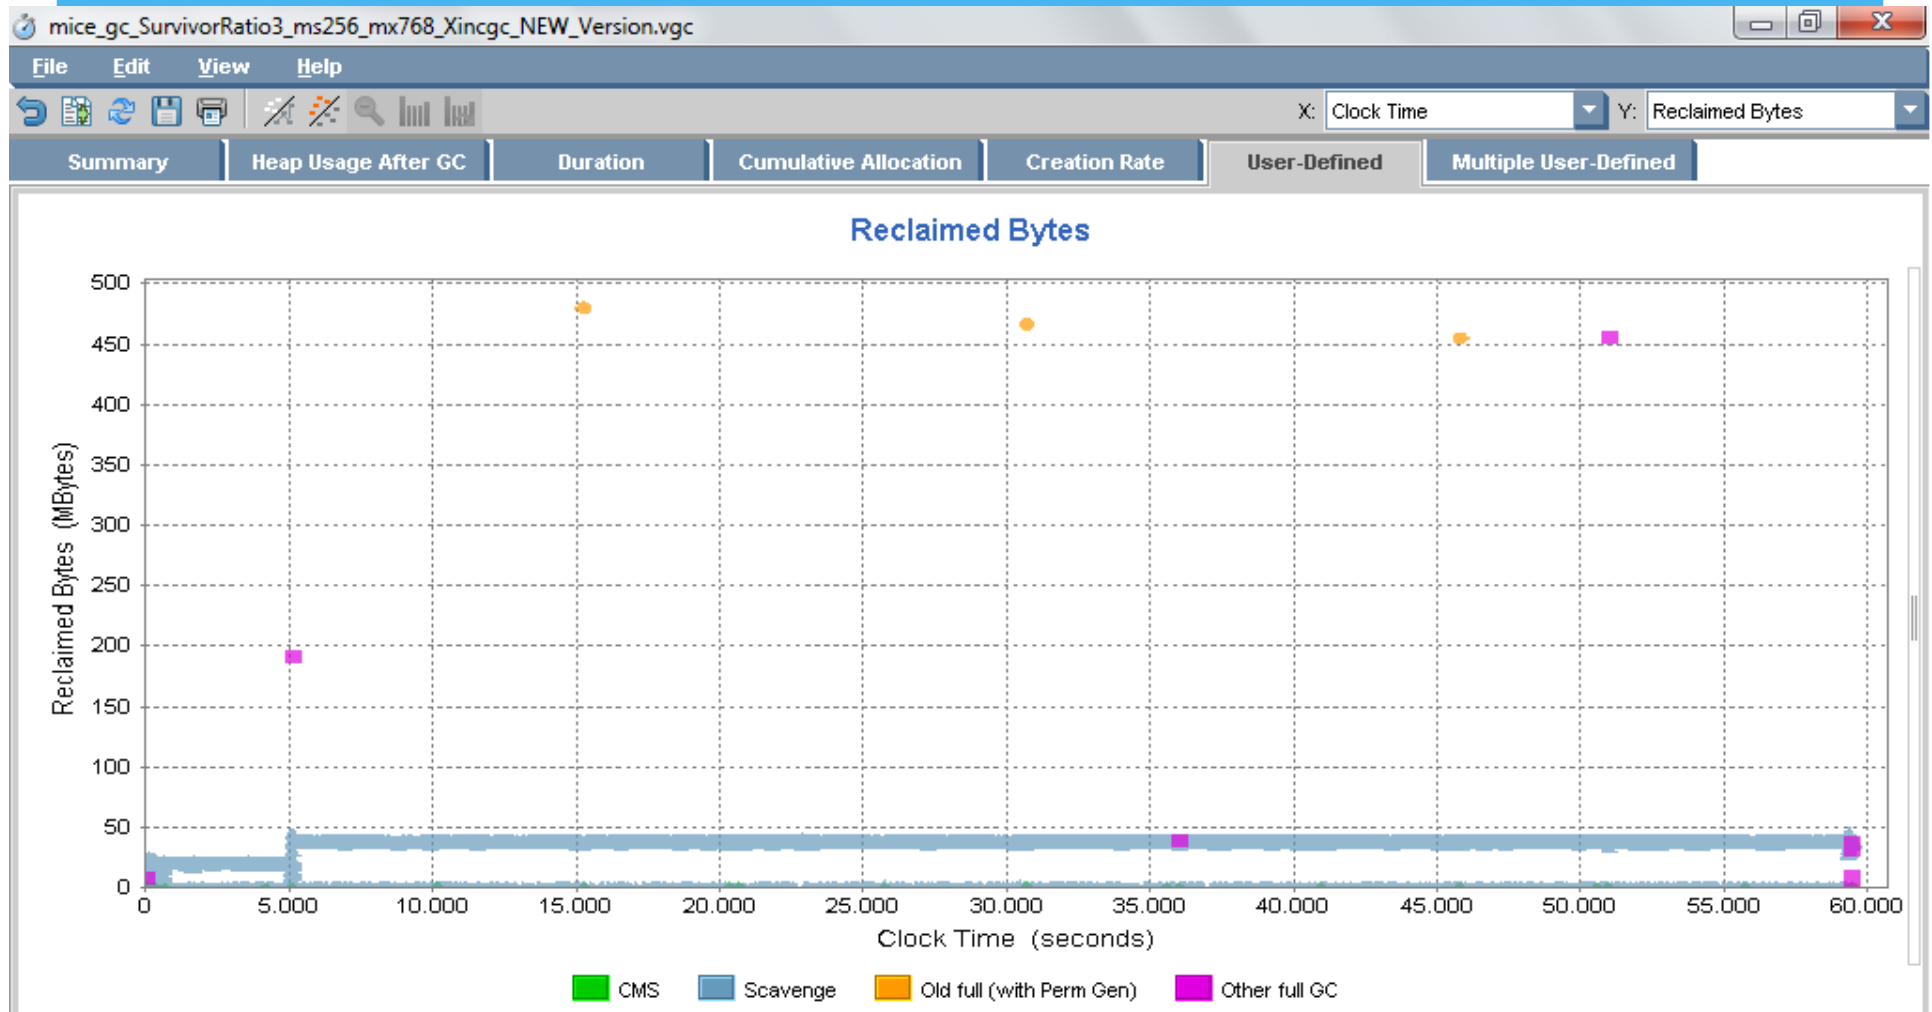 mice_gc_SurvivorRatio3_ms256_mx768_Xincgc_NEW_Version.vgc
File Edit View Help
X: Clock Time Y: Reclaimed Bytes
Summary Heap Usage After GC Duration Cumulative Allocation Creation Rate User-Defined Multiple User-Defined
Reclaimed Bytes
Reclaimed Bytes (MBytes)
500
450
400
350
300
250
200
150
100
50
0
0 5.000 10.000 15.000 20.000 25.000 30.000 35.000 40.000 45.000 50.000 55.000 60.000
Clock Time (seconds)
CMS Scavenge Old full (with Perm Gen) Other full GC